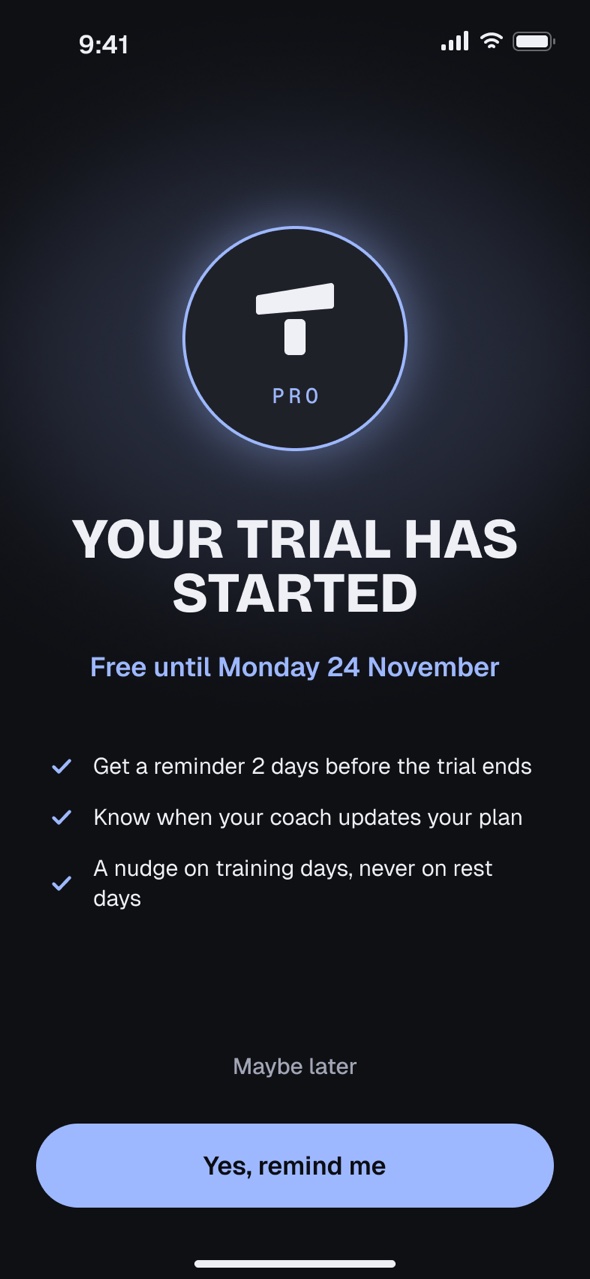 9:41
PRO
YOUR TRIAL HAS
STARTED
Free until Monday 24 November
Get a reminder 2 days before the trial ends
Know when your coach updates your plan
A nudge on training days, never on rest
days
Maybe later
Yes, remind me